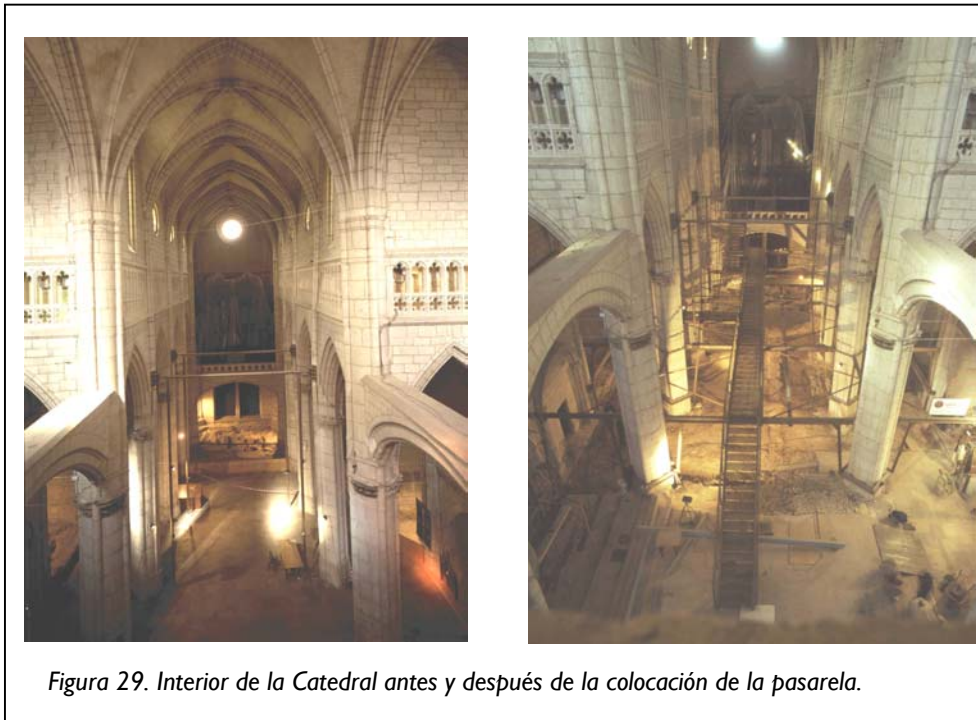 Figura 29. Interior de la Catedral antes y después de la colocación de la pasarela.